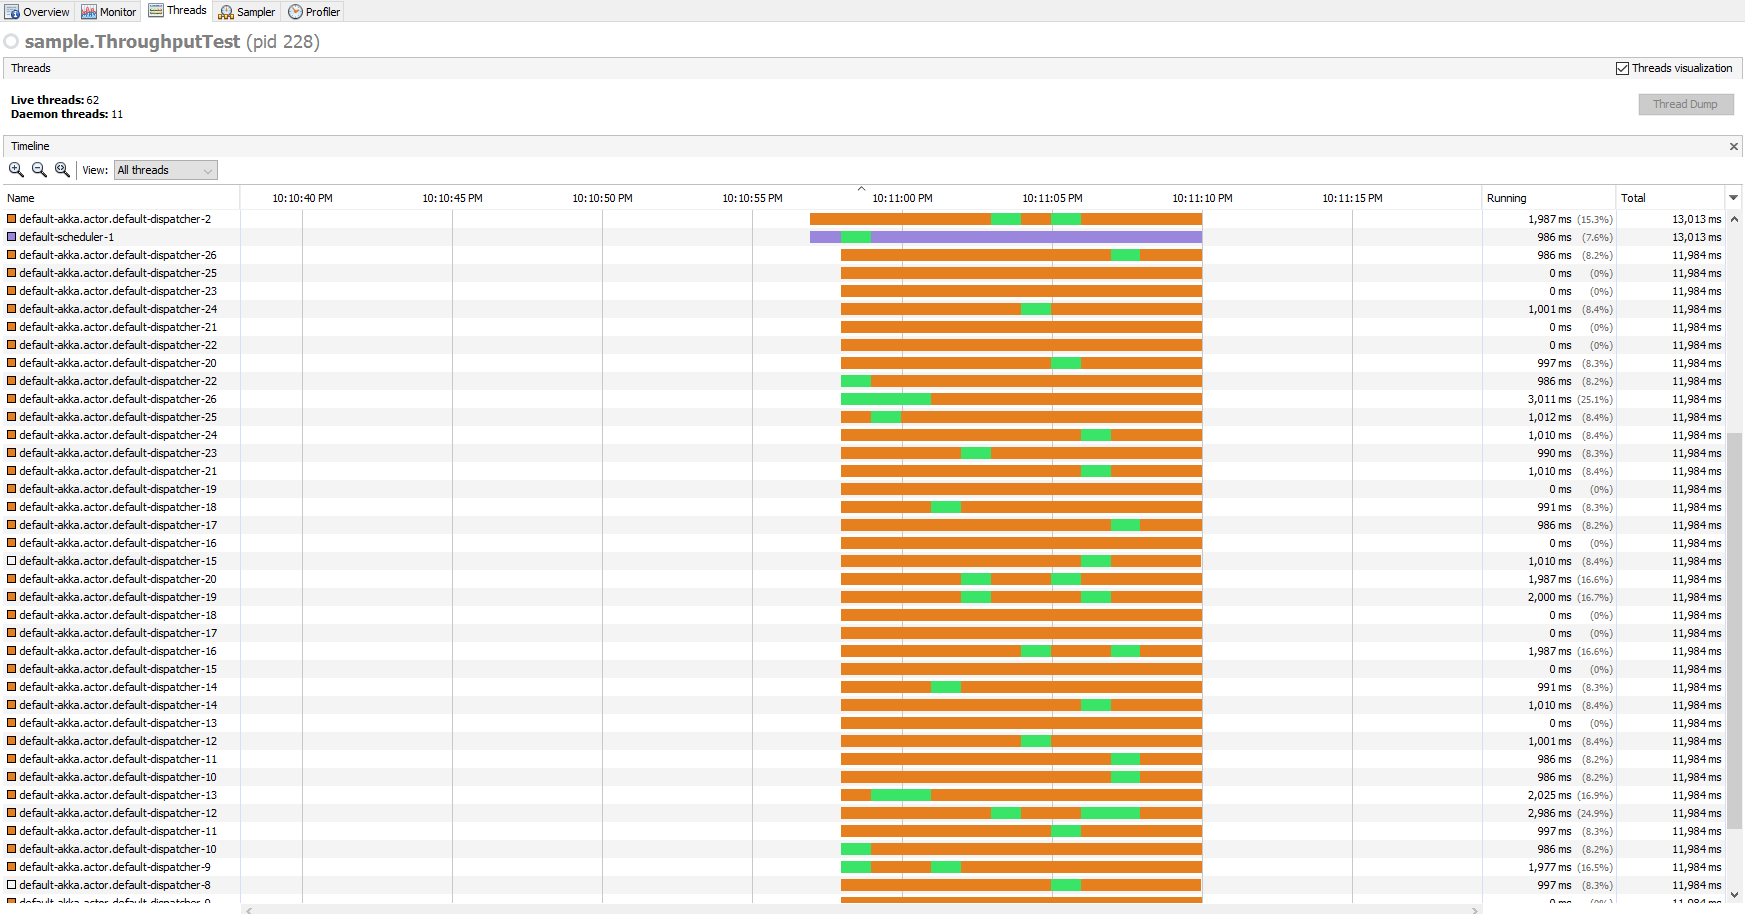 Overview Monitor Threads Sampler Profiler
sample.ThroughputTest (pid 228)
Threads Threads visualization
Live threads: 62
Daemon threads: 11
Thread Dump
Timeline
View: All threads
Name 10:10:40 PM 10:10:45 PM 10:10:50 PM 10:10:55 PM 10:11:00 PM 10:11:05 PM 10:11:10 PM 10:11:15 PM Running Total
default-akka.actor.default-dispatcher-2 1,987 ms (15.3%) 13,013 ms
default-scheduler-1 986 ms (7.6%) 13,013 ms
default-akka.actor.default-dispatcher-26 986 ms (8.2%) 11,984 ms
default-akka.actor.default-dispatcher-25 0 ms (0%) 11,984 ms
default-akka.actor.default-dispatcher-23 0 ms (0%) 11,984 ms
default-akka.actor.default-dispatcher-24 1,001 ms (8.4%) 11,984 ms
default-akka.actor.default-dispatcher-21 0 ms (0%) 11,984 ms
default-akka.actor.default-dispatcher-22 0 ms (0%) 11,984 ms
default-akka.actor.default-dispatcher-20 997 ms (8.3%) 11,984 ms
default-akka.actor.default-dispatcher-22 986 ms (8.2%) 11,984 ms
default-akka.actor.default-dispatcher-26 3,011 ms (25.1%) 11,984 ms
default-akka.actor.default-dispatcher-25 1,012 ms (8.4%) 11,984 ms
default-akka.actor.default-dispatcher-24 1,010 ms (8.4%) 11,984 ms
default-akka.actor.default-dispatcher-23 990 ms (8.3%) 11,984 ms
default-akka.actor.default-dispatcher-21 1,010 ms (8.4%) 11,984 ms
default-akka.actor.default-dispatcher-19 0 ms (0%) 11,984 ms
default-akka.actor.default-dispatcher-18 991 ms (8.3%) 11,984 ms
default-akka.actor.default-dispatcher-17 986 ms (8.2%) 11,984 ms
default-akka.actor.default-dispatcher-16 0 ms (0%) 11,984 ms
default-akka.actor.default-dispatcher-15 1,010 ms (8.4%) 11,984 ms
default-akka.actor.default-dispatcher-20 1,987 ms (16.6%) 11,984 ms
default-akka.actor.default-dispatcher-19 2,000 ms (16.7%) 11,984 ms
default-akka.actor.default-dispatcher-18 0 ms (0%) 11,984 ms
default-akka.actor.default-dispatcher-17 0 ms (0%) 11,984 ms
default-akka.actor.default-dispatcher-16 1,987 ms (16.6%) 11,984 ms
default-akka.actor.default-dispatcher-15 0 ms (0%) 11,984 ms
default-akka.actor.default-dispatcher-14 991 ms (8.3%) 11,984 ms
default-akka.actor.default-dispatcher-14 1,010 ms (8.4%) 11,984 ms
default-akka.actor.default-dispatcher-13 0 ms (0%) 11,984 ms
default-akka.actor.default-dispatcher-12 1,001 ms (8.4%) 11,984 ms
default-akka.actor.default-dispatcher-11 986 ms (8.2%) 11,984 ms
default-akka.actor.default-dispatcher-10 986 ms (8.2%) 11,984 ms
default-akka.actor.default-dispatcher-13 2,025 ms (16.9%) 11,984 ms
default-akka.actor.default-dispatcher-12 2,986 ms (24.9%) 11,984 ms
default-akka.actor.default-dispatcher-11 997 ms (8.3%) 11,984 ms
default-akka.actor.default-dispatcher-10 986 ms (8.2%) 11,984 ms
default-akka.actor.default-dispatcher-9 1,977 ms (16.5%) 11,984 ms
default-akka.actor.default-dispatcher-8 997 ms (8.3%) 11,984 ms